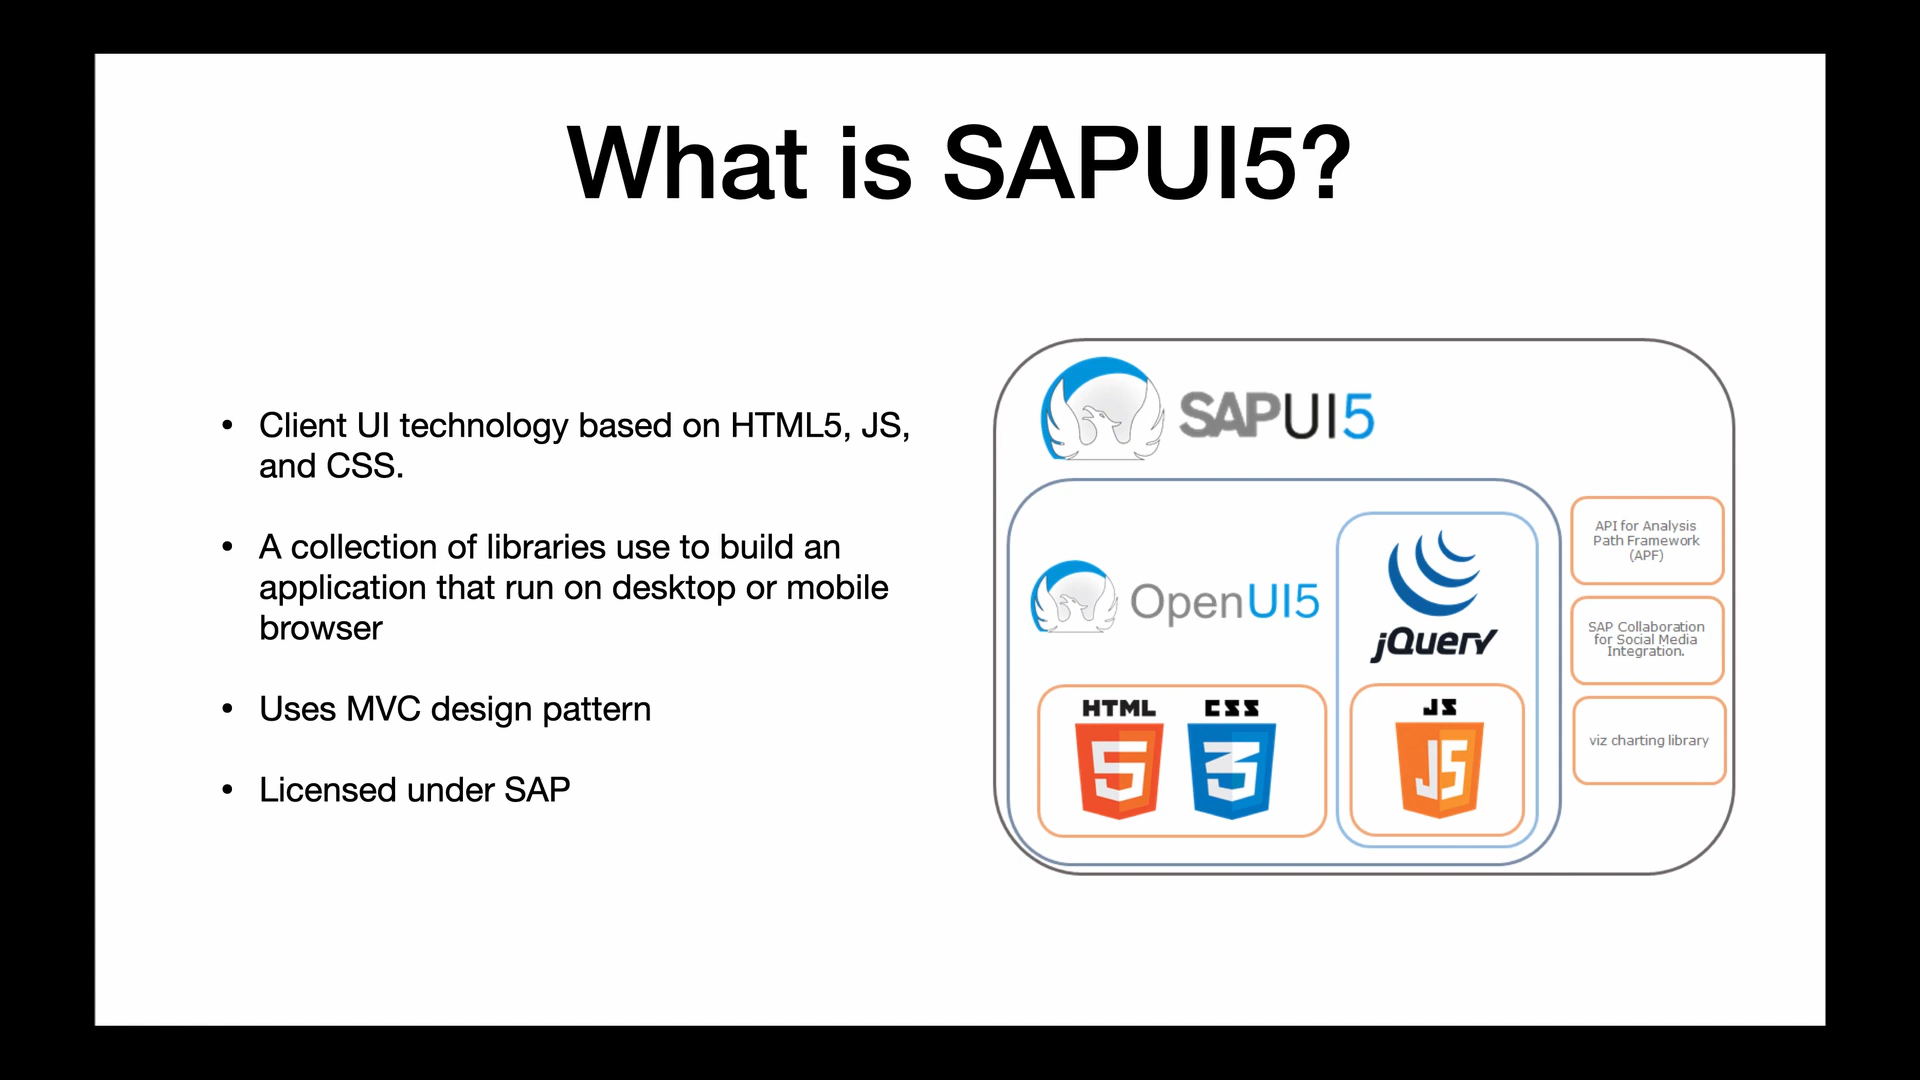 What is SAPUI5?
• Client UI technology based on HTML5, JS,
and CSS.
• A collection of libraries use to build an
application that run on desktop or mobile
browser
• Uses MVC design pattern
• Licensed under SAP
SAPUI5
OpenUI5
jQuery
HTML
5
CSS
3
JS
JS
API for Analysis
Path Framework
(APF)
SAP Collaboration
for Social Media
Integration.
viz charting library